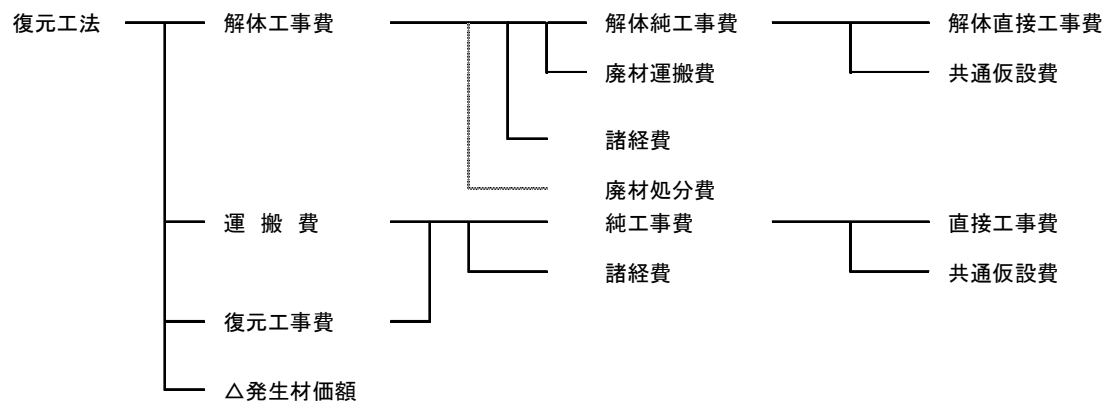 復元工法 解体工事費 解体純工事費 解体直接工事費
廃材運搬費 共通仮設費
諸経費
廃材処分費
運 搬 費 純工事費 直接工事費
諸経費 共通仮設費
復元工事費
△発生材価額